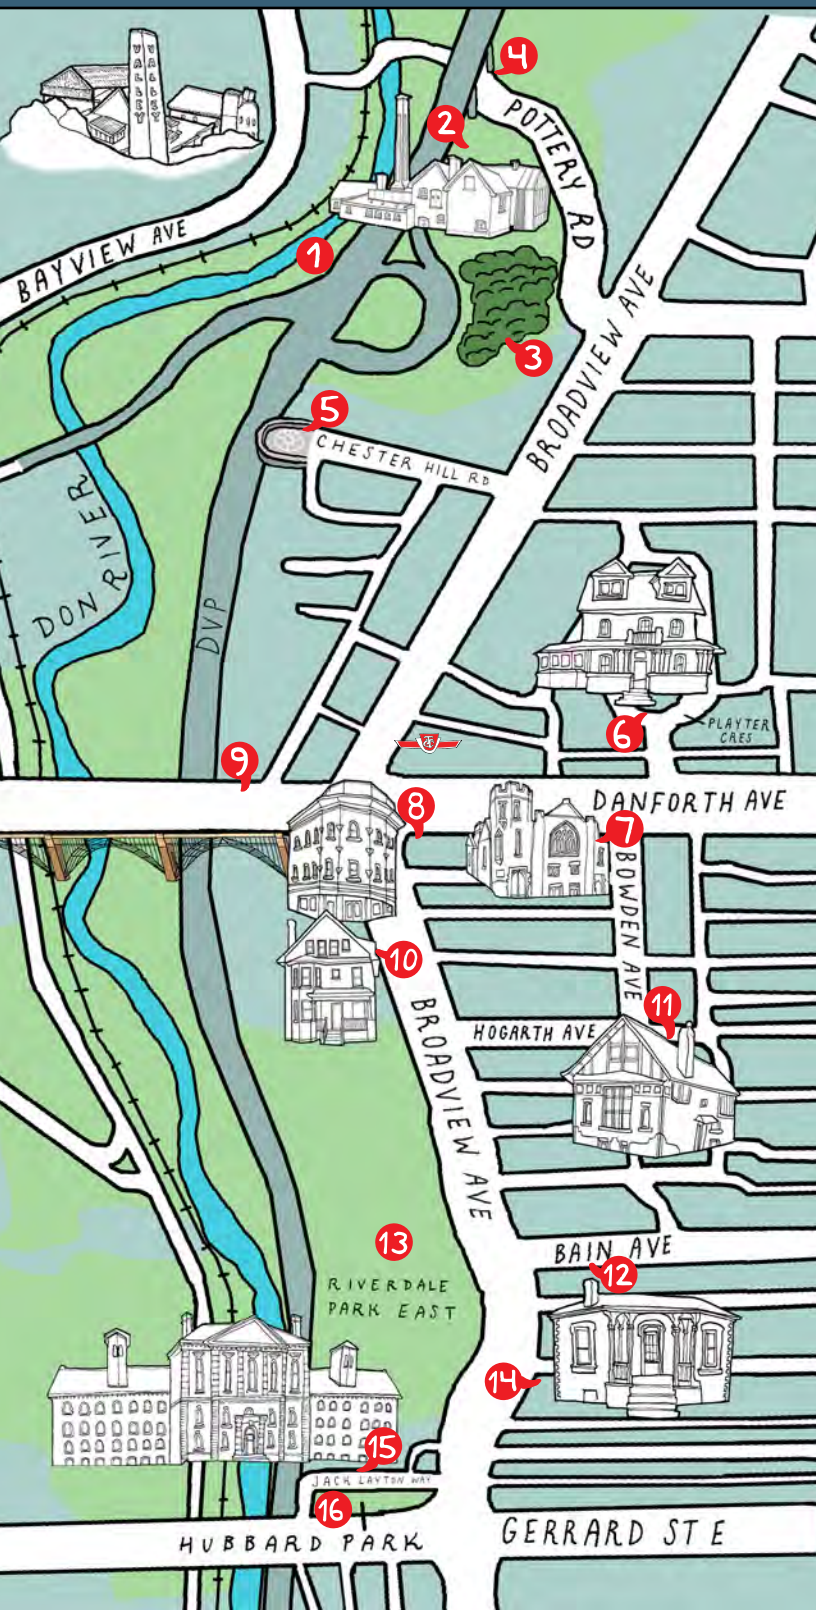 VALLEY
VALLEY
4
2
POTTERY RD
BAYVIEW AVE
1
3
BROADVIEW AVE
5
CHESTER HILL RD
DON RIVER
DVP
6
PLAYTER
CRES
TTC
9
8
DANFORTH AVE
7
BOWDEN AVE
10
11
BROADVIEW AVE
HOGARTH AVE
13
BAIN AVE
12
RIVERDALE
PARK EAST
14
15
JACK LAYTON WAY
16
HUBBARD PARK
GERRARD ST E